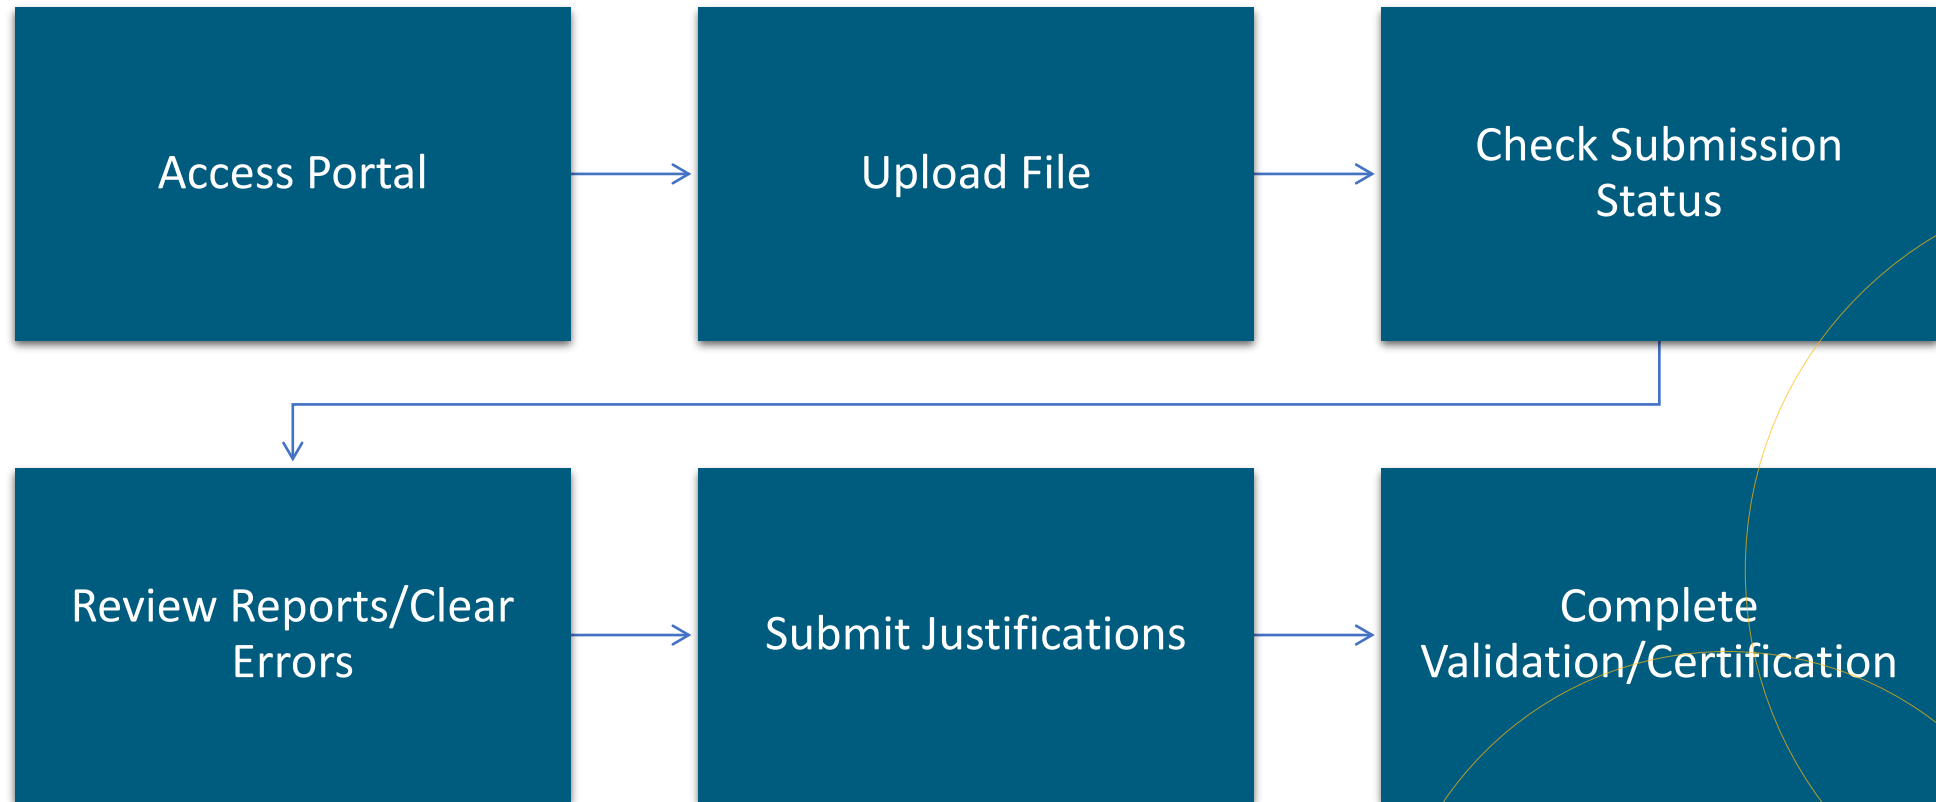 Access Portal
Upload File
Check Submission
Status
Review Reports/Clear
Errors
Submit Justifications
Complete
Validation/Certification